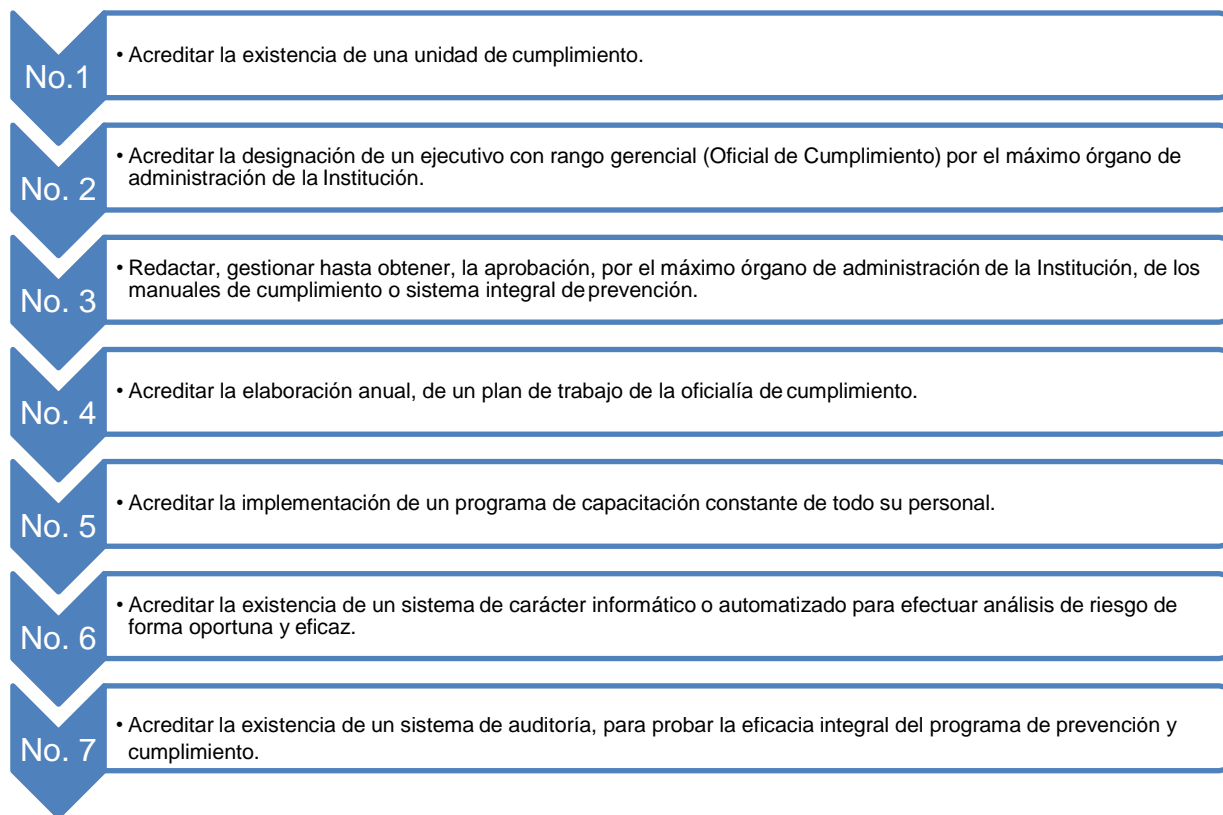 No.1
• Acreditar la existencia de una unidad de cumplimiento.
No. 2
• Acreditar la designación de un ejecutivo con rango gerencial (Oficial de Cumplimiento) por el máximo órgano de
administración de la Institución.
No. 3
• Redactar, gestionar hasta obtener, la aprobación, por el máximo órgano de administración de la Institución, de los
manuales de cumplimiento o sistema integral de prevención.
No. 4
• Acreditar la elaboración anual, de un plan de trabajo de la oficialía de cumplimiento.
No. 5
• Acreditar la implementación de un programa de capacitación constante de todo su personal.
No. 6
• Acreditar la existencia de un sistema de carácter informático o automatizado para efectuar análisis de riesgo de
forma oportuna y eficaz.
No. 7
• Acreditar la existencia de un sistema de auditoría, para probar la eficacia integral del programa de prevención y
cumplimiento.